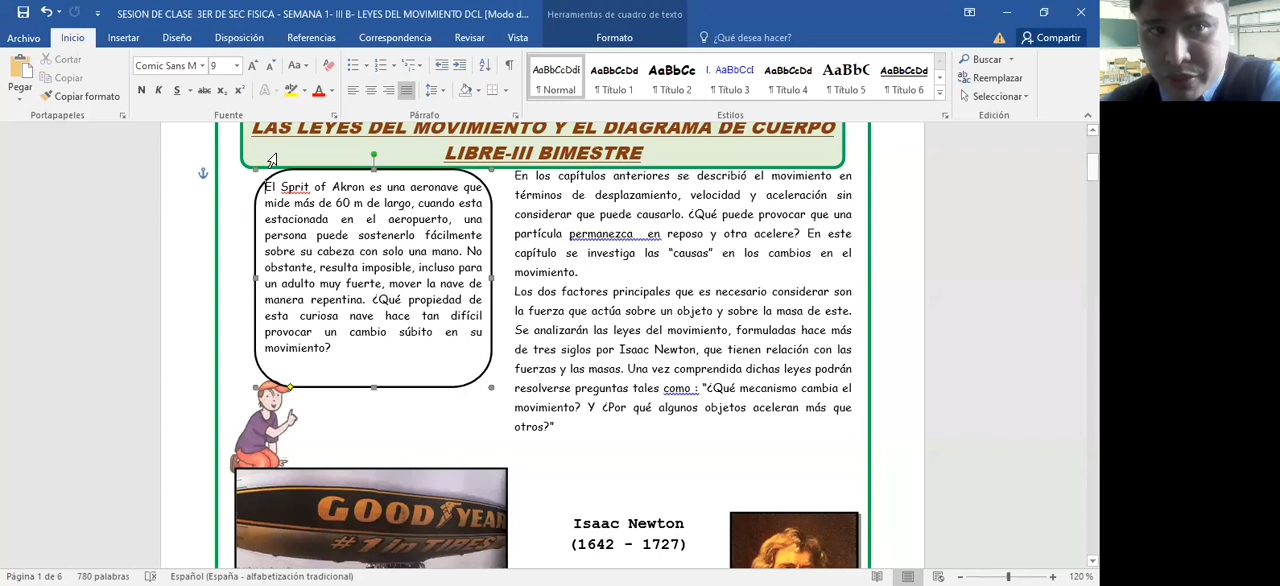 SESION DE CLASE 3ER DE SEC FISICA - SEMANA 1- III B- LEYES DEL MOVIMIENTO DCL [Modo d...
Herramientas de cuadro de texto
Archivo Inicio Insertar Diseño Disposición Referencias Correspondencia Revisar Vista Formato ¿Qué desea hacer? Compartir
Pegar
Cortar
Copiar
Copiar formato
Portapapeles
Comic Sans M 9
Aa
N K S abc x₂ x² A A
Fuente
Párrafo
AaBbCcDdE AaBbCcDd AaBbCc I. AaBbCcI AaBbCcDd AaBbC AaBbCcDd
¶ Normal ¶ Título 1 ¶ Título 2 ¶ Título 3 ¶ Título 4 ¶ Título 5 ¶ Título 6
Estilos
Buscar
Reemplazar
Seleccionar
Edición
LAS LEYES DEL MOVIMIENTO Y EL DIAGRAMA DE CUERPO
LIBRE-III BIMESTRE
El Sprit of Akron es una aeronave que
mide más de 60 m de largo, cuando esta
estacionada en el aeropuerto, una
persona puede sostenerlo fácilmente
sobre su cabeza con solo una mano. No
obstante, resulta imposible, incluso para
un adulto muy fuerte, mover la nave de
manera repentina. ¿Qué propiedad de
esta curiosa nave hace tan difícil
provocar un cambio súbito en su
movimiento?
En los capítulos anteriores se describió el movimiento en
términos de desplazamiento, velocidad y aceleración sin
considerar que puede causarlo. ¿Qué puede provocar que una
partícula permanezca en reposo y otra acelere? En este
capítulo se investiga las “causas” en los cambios en el
movimiento.
Los dos factores principales que es necesario considerar son
la fuerza que actúa sobre un objeto y sobre la masa de este.
Se analizarán las leyes del movimiento, formuladas hace más
de tres siglos por Isaac Newton, que tienen relación con las
fuerzas y las masas. Una vez comprendida dichas leyes podrán
resolverse preguntas tales como : “¿Qué mecanismo cambia el
movimiento? Y ¿Por qué algunos objetos aceleran más que
otros?”
GOODYEAR
#1 in TIRES
Isaac Newton
(1642 - 1727)
Página 1 de 6 780 palabras Español (España - alfabetización tradicional) 120 %